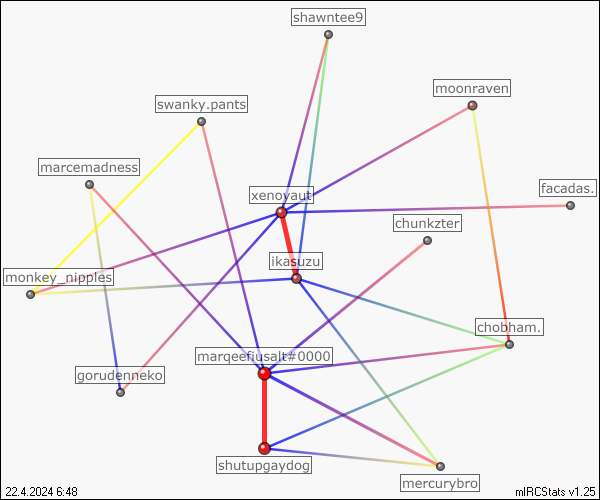 shawntee9
moonraven
swanky.pants
marcemadness
facadas.
xenovaut
chunkzter
ikasuzu
monkey_nipples
chobham.
marqeefiusalt#0000
gorudenneko
shutupgaydog
mercurybro
22.4.2024 6:48
mIRCStats v1.25